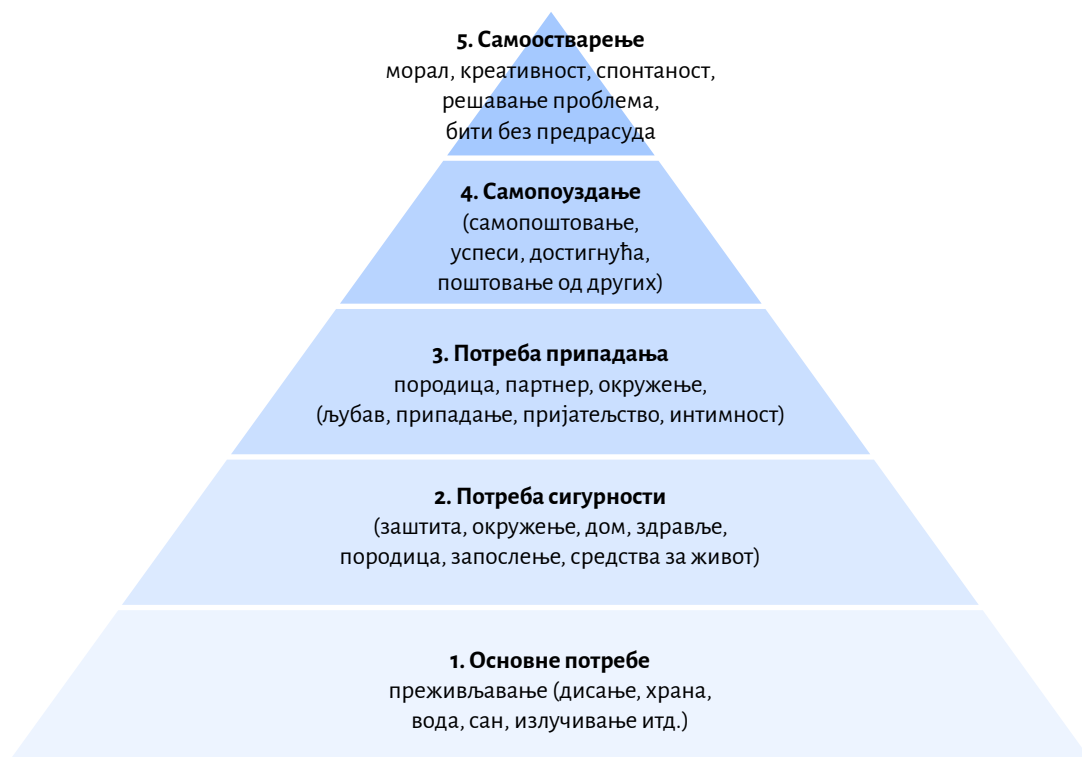 5. Самоостварење
морал, креативност, спонтаност,
решавање проблема,
бити без предрасуда
4. Самопоуздање
(самопоштовање,
успеси, достигнућа,
поштовање од других)
3. Потреба припадања
породица, партнер, окружење,
(љубав, припадање, пријатељство, интимност)
2. Потреба сигурности
(заштита, окружење, дом, здравље,
породица, запослење, средства за живот)
1. Основне потребе
преживљавање (дисање, храна,
вода, сан, излучивање итд.)